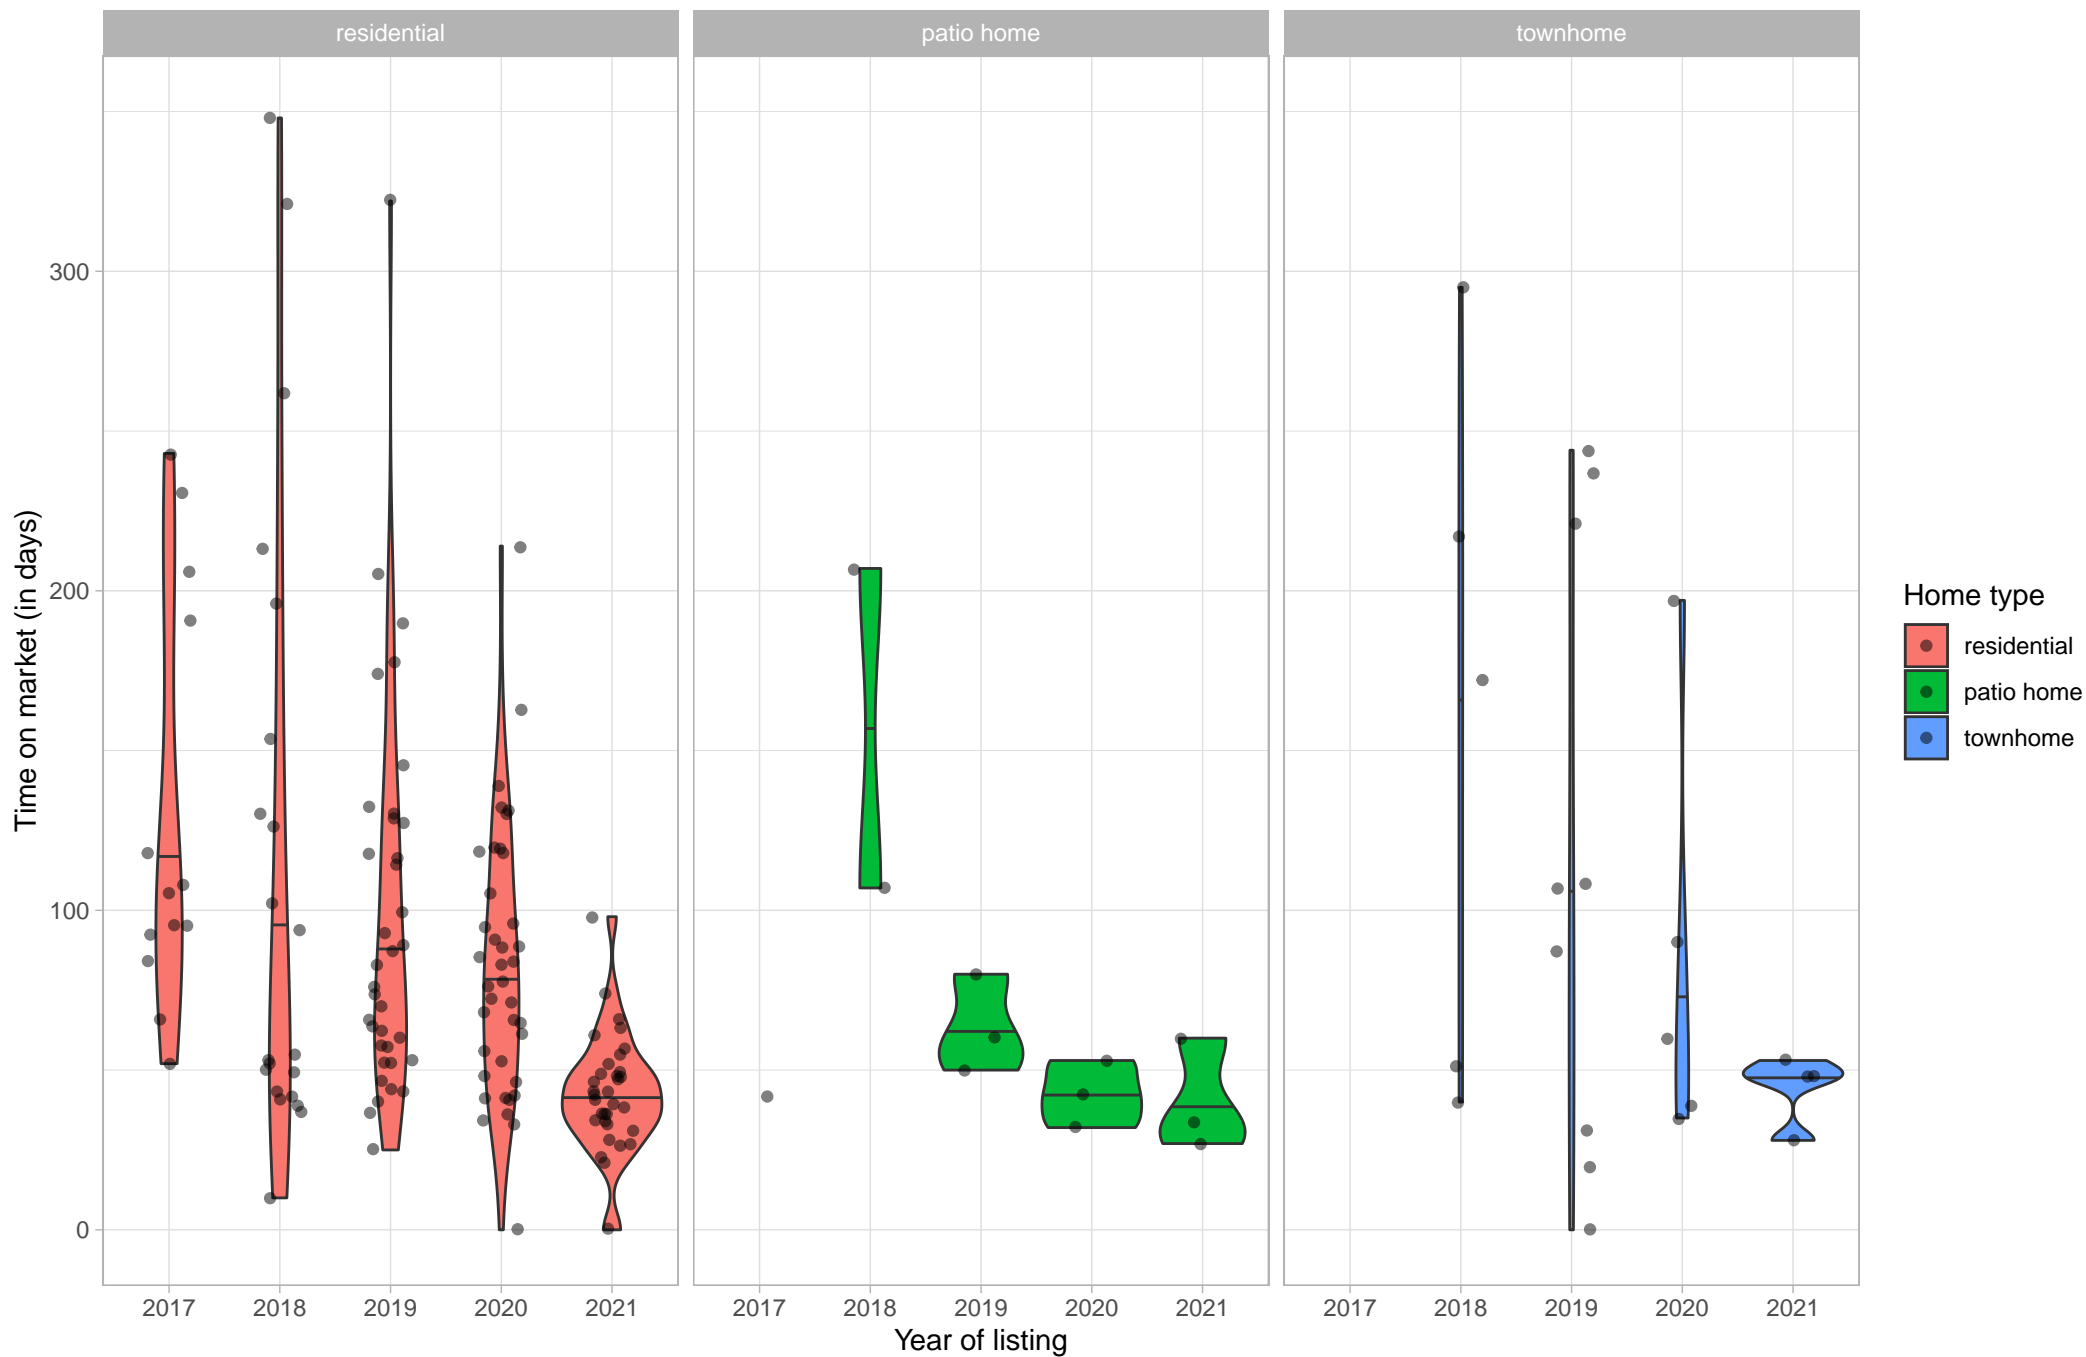 residential patio home townhome
300
200
100
0
Time on market (in days)
2017 2018 2019 2020 2021 2017 2018 2019 2020 2021 2017 2018 2019 2020 2021
Year of listing
Home type
residential
patio home
townhome